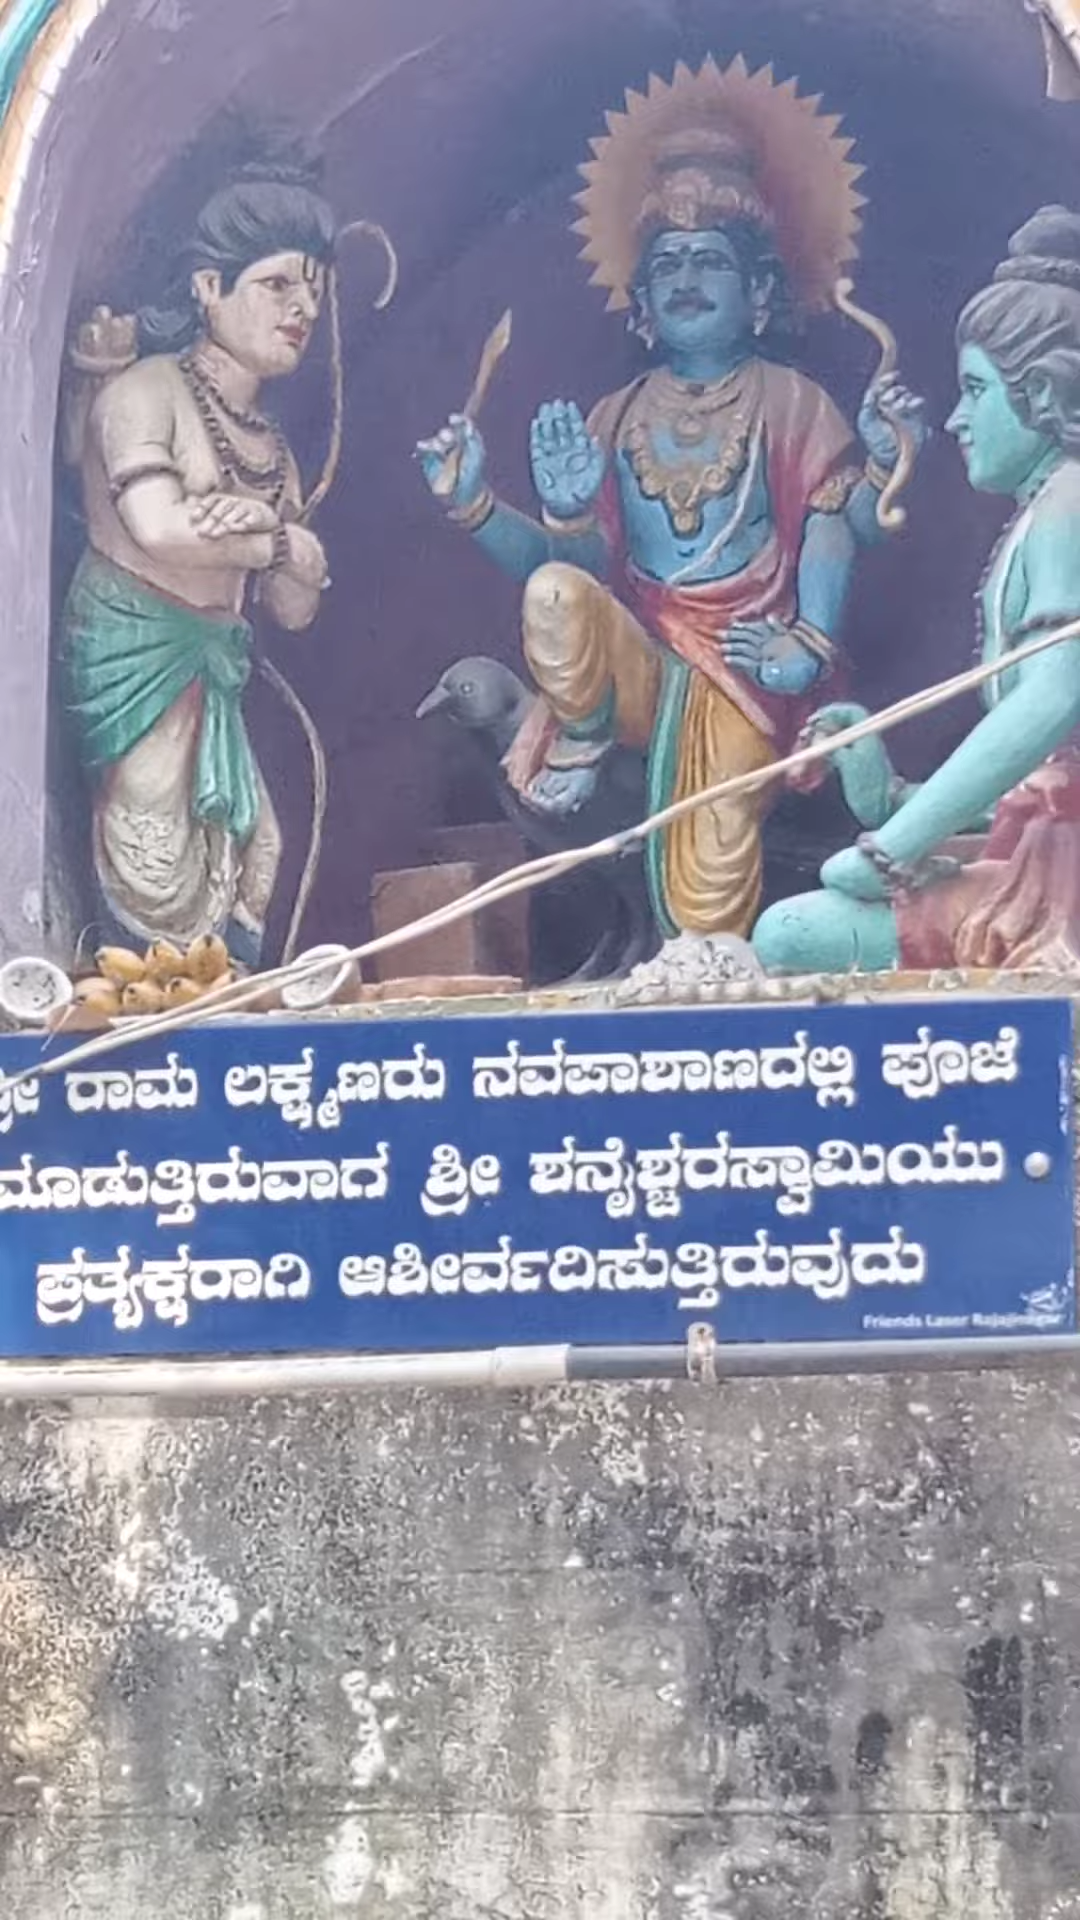 ಶ್ರೀ ರಾಮ ಲಕ್ಷ್ಮಣರು ನವಪಾಶಾಣದಲ್ಲಿ ಪೂಜೆ
ಮಾಡುತ್ತಿರುವಾಗ ಶ್ರೀ ಶನೈಶ್ಚರಸ್ವಾಮಿಯು
ಪ್ರತ್ಯಕ್ಷರಾಗಿ ಆಶೀರ್ವದಿಸುತ್ತಿರುವುದು
Friends Laser Rajajinagar